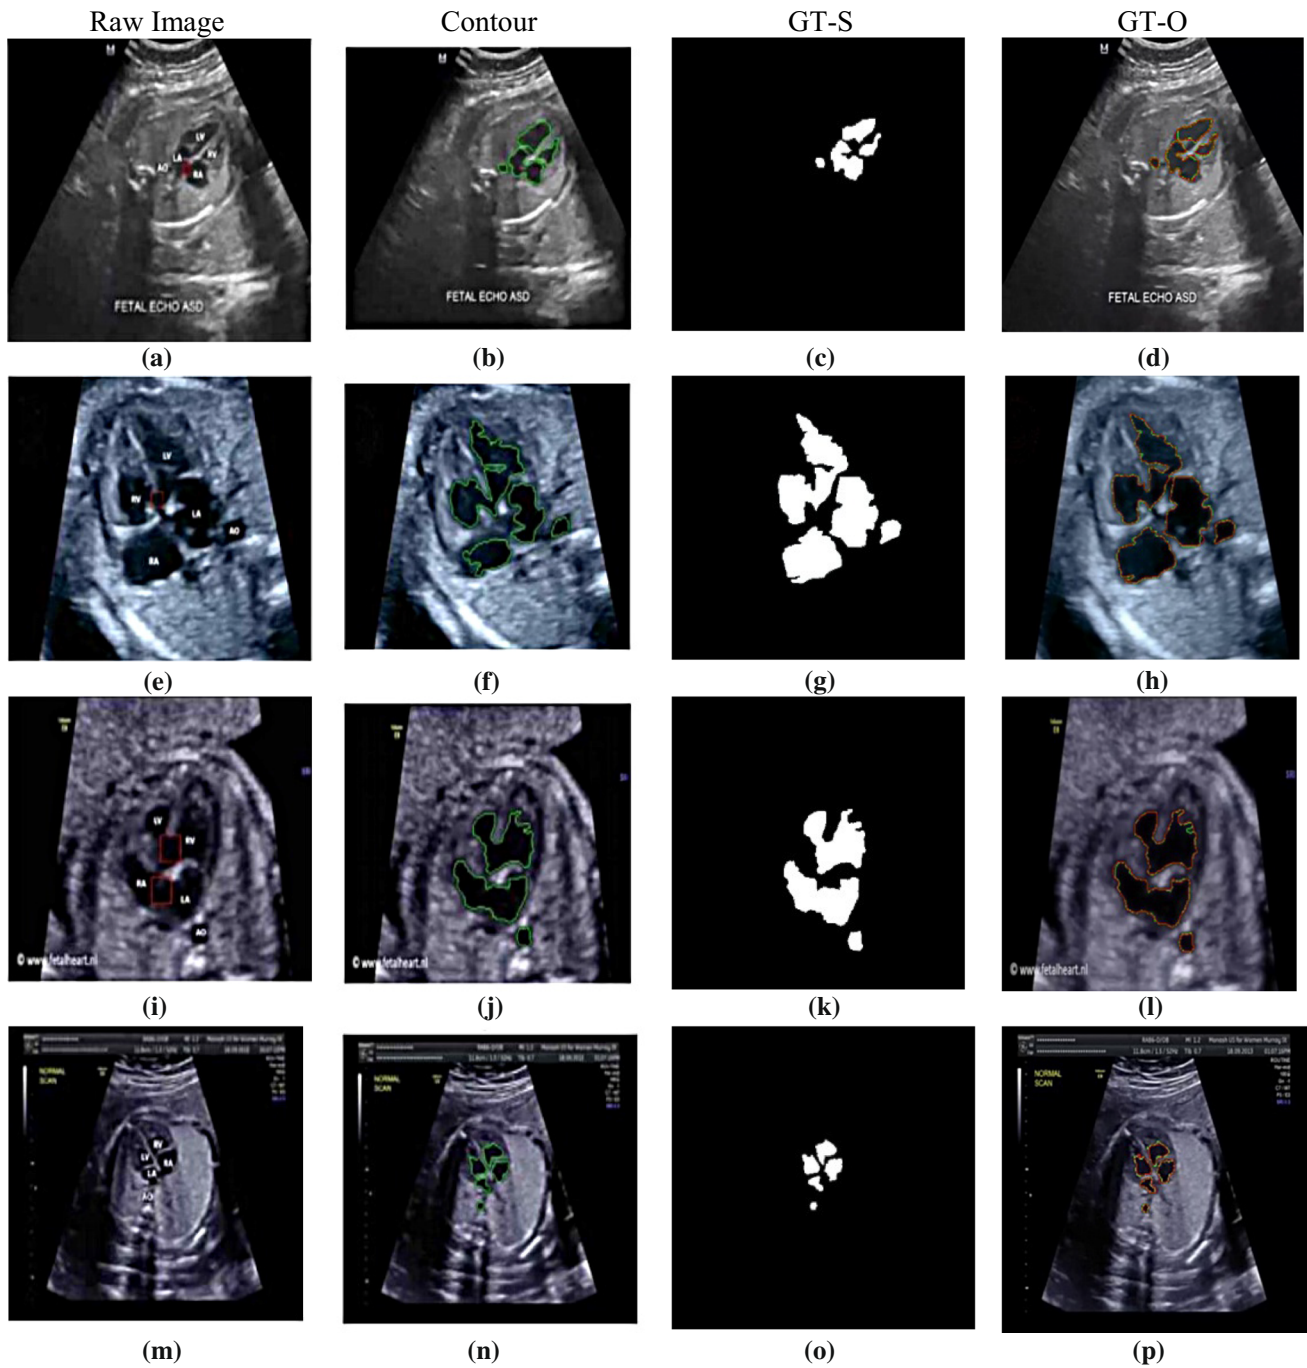 Raw Image Contour GT-S GT-O
M M M
LV
LA RV
AO RA
FETAL ECHO ASD FETAL ECHO ASD FETAL ECHO ASD
(a) (b) (c) (d)
LV
RV LA
AO
RA
(e) (f) (g) (h)
LV
RV
RA
LA
AO
© www.fetalheart.nl © www.fetalheart.nl © www.fetalheart.nl
(i) (j) (k) (l)
NORMAL NORMAL NORMAL
SCAN SCAN SCAN
RV
LV RA
LA
AO
(m) (n) (o) (p)